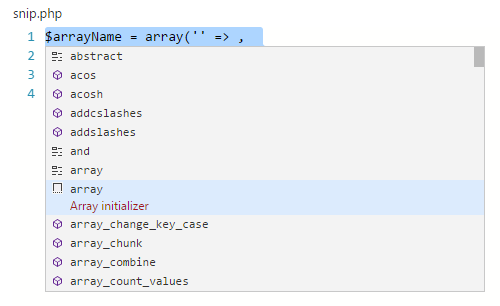 snip.php
1 $arrayName = array('' => ,
2 abstract
3 acos
acosh
4 addcslashes
addslashes
and
array
array
Array initializer
array_change_key_case
array_chunk
array_combine
array_count_values